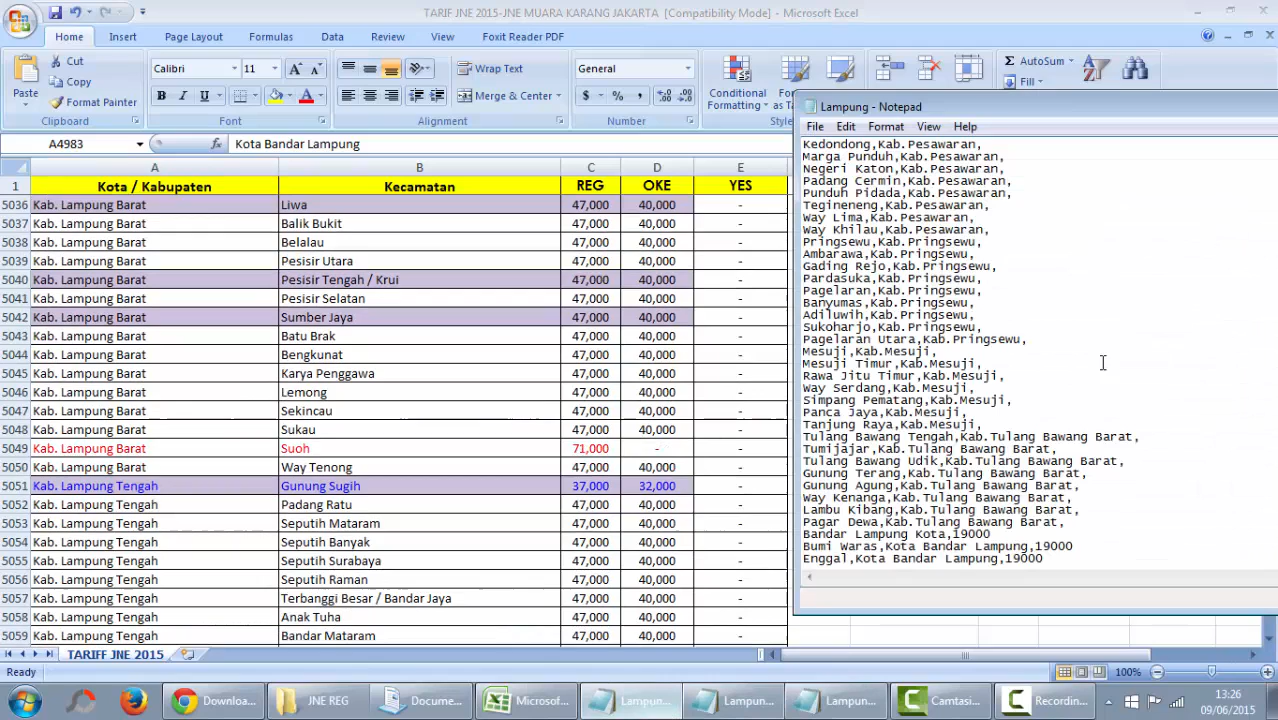 TARIF JNE 2015-JNE MUARA KARANG JAKARTA [Compatibility Mode] - Microsoft Excel
Home Insert Page Layout Formulas Data Review View Foxit Reader PDF
Paste Cut Copy Format Painter Clipboard
Calibri 11 Font
Wrap Text Merge & Center Alignment
General Number
Conditional Formatting
AutoSum Fill
A4983 fx Kota Bandar Lampung
A B C D E
1 Kota / Kabupaten Kecamatan REG OKE YES
5036 Kab. Lampung Barat Liwa 47,000 40,000 -
5037 Kab. Lampung Barat Balik Bukit 47,000 40,000 -
5038 Kab. Lampung Barat Belalau 47,000 40,000 -
5039 Kab. Lampung Barat Pesisir Utara 47,000 40,000 -
5040 Kab. Lampung Barat Pesisir Tengah / Krui 47,000 40,000 -
5041 Kab. Lampung Barat Pesisir Selatan 47,000 40,000 -
5042 Kab. Lampung Barat Sumber Jaya 47,000 40,000 -
5043 Kab. Lampung Barat Batu Brak 47,000 40,000 -
5044 Kab. Lampung Barat Bengkunat 47,000 40,000 -
5045 Kab. Lampung Barat Karya Penggawa 47,000 40,000 -
5046 Kab. Lampung Barat Lemong 47,000 40,000 -
5047 Kab. Lampung Barat Sekincau 47,000 40,000 -
5048 Kab. Lampung Barat Sukau 47,000 40,000 -
5049 Kab. Lampung Barat Suoh 71,000 - -
5050 Kab. Lampung Barat Way Tenong 47,000 40,000 -
5051 Kab. Lampung Tengah Gunung Sugih 37,000 32,000 -
5052 Kab. Lampung Tengah Padang Ratu 47,000 40,000 -
5053 Kab. Lampung Tengah Seputih Mataram 47,000 40,000 -
5054 Kab. Lampung Tengah Seputih Banyak 47,000 40,000 -
5055 Kab. Lampung Tengah Seputih Surabaya 47,000 40,000 -
5056 Kab. Lampung Tengah Seputih Raman 47,000 40,000 -
5057 Kab. Lampung Tengah Terbanggi Besar / Bandar Jaya 47,000 40,000 -
5058 Kab. Lampung Tengah Anak Tuha 47,000 40,000 -
5059 Kab. Lampung Tengah Bandar Mataram 47,000 40,000 -
TARIFF JNE 2015
Ready 100%
Lampung - Notepad
File Edit Format View Help
Kedondong,Kab.Pesawaran,
Marga Punduh,Kab.Pesawaran,
Negeri Katon,Kab.Pesawaran,
Padang Cermin,Kab.Pesawaran,
Punduh Pidada,Kab.Pesawaran,
Tegineneng,Kab.Pesawaran,
Way Lima,Kab.Pesawaran,
Way Khilau,Kab.Pesawaran,
Pringsewu,Kab.Pringsewu,
Ambarawa,Kab.Pringsewu,
Gading Rejo,Kab.Pringsewu,
Pardasuka,Kab.Pringsewu,
Pagelaran,Kab.Pringsewu,
Banyumas,Kab.Pringsewu,
Adiluwih,Kab.Pringsewu,
Sukoharjo,Kab.Pringsewu,
Pagelaran Utara,Kab.Pringsewu,
Mesuji,Kab.Mesuji,
Mesuji Timur,Kab.Mesuji,
Rawa Jitu Timur,Kab.Mesuji,
Way Serdang,Kab.Mesuji,
Simpang Pematang,Kab.Mesuji,
Panca Jaya,Kab.Mesuji,
Tanjung Raya,Kab.Mesuji,
Tulang Bawang Tengah,Kab.Tulang Bawang Barat,
Tumijajar,Kab.Tulang Bawang Barat,
Tulang Bawang Udik,Kab.Tulang Bawang Barat,
Gunung Terang,Kab.Tulang Bawang Barat,
Gunung Agung,Kab.Tulang Bawang Barat,
Way Kenanga,Kab.Tulang Bawang Barat,
Lambu Kibang,Kab.Tulang Bawang Barat,
Pagar Dewa,Kab.Tulang Bawang Barat,
Bandar Lampung Kota,19000
Bumi Waras,Kota Bandar Lampung,19000
Enggal,Kota Bandar Lampung,19000
Downloa... JNE REG Docume... Microsof... Lampun... Lampun... Lampun... Camtasi... Recordin... 13:26
09/06/2015